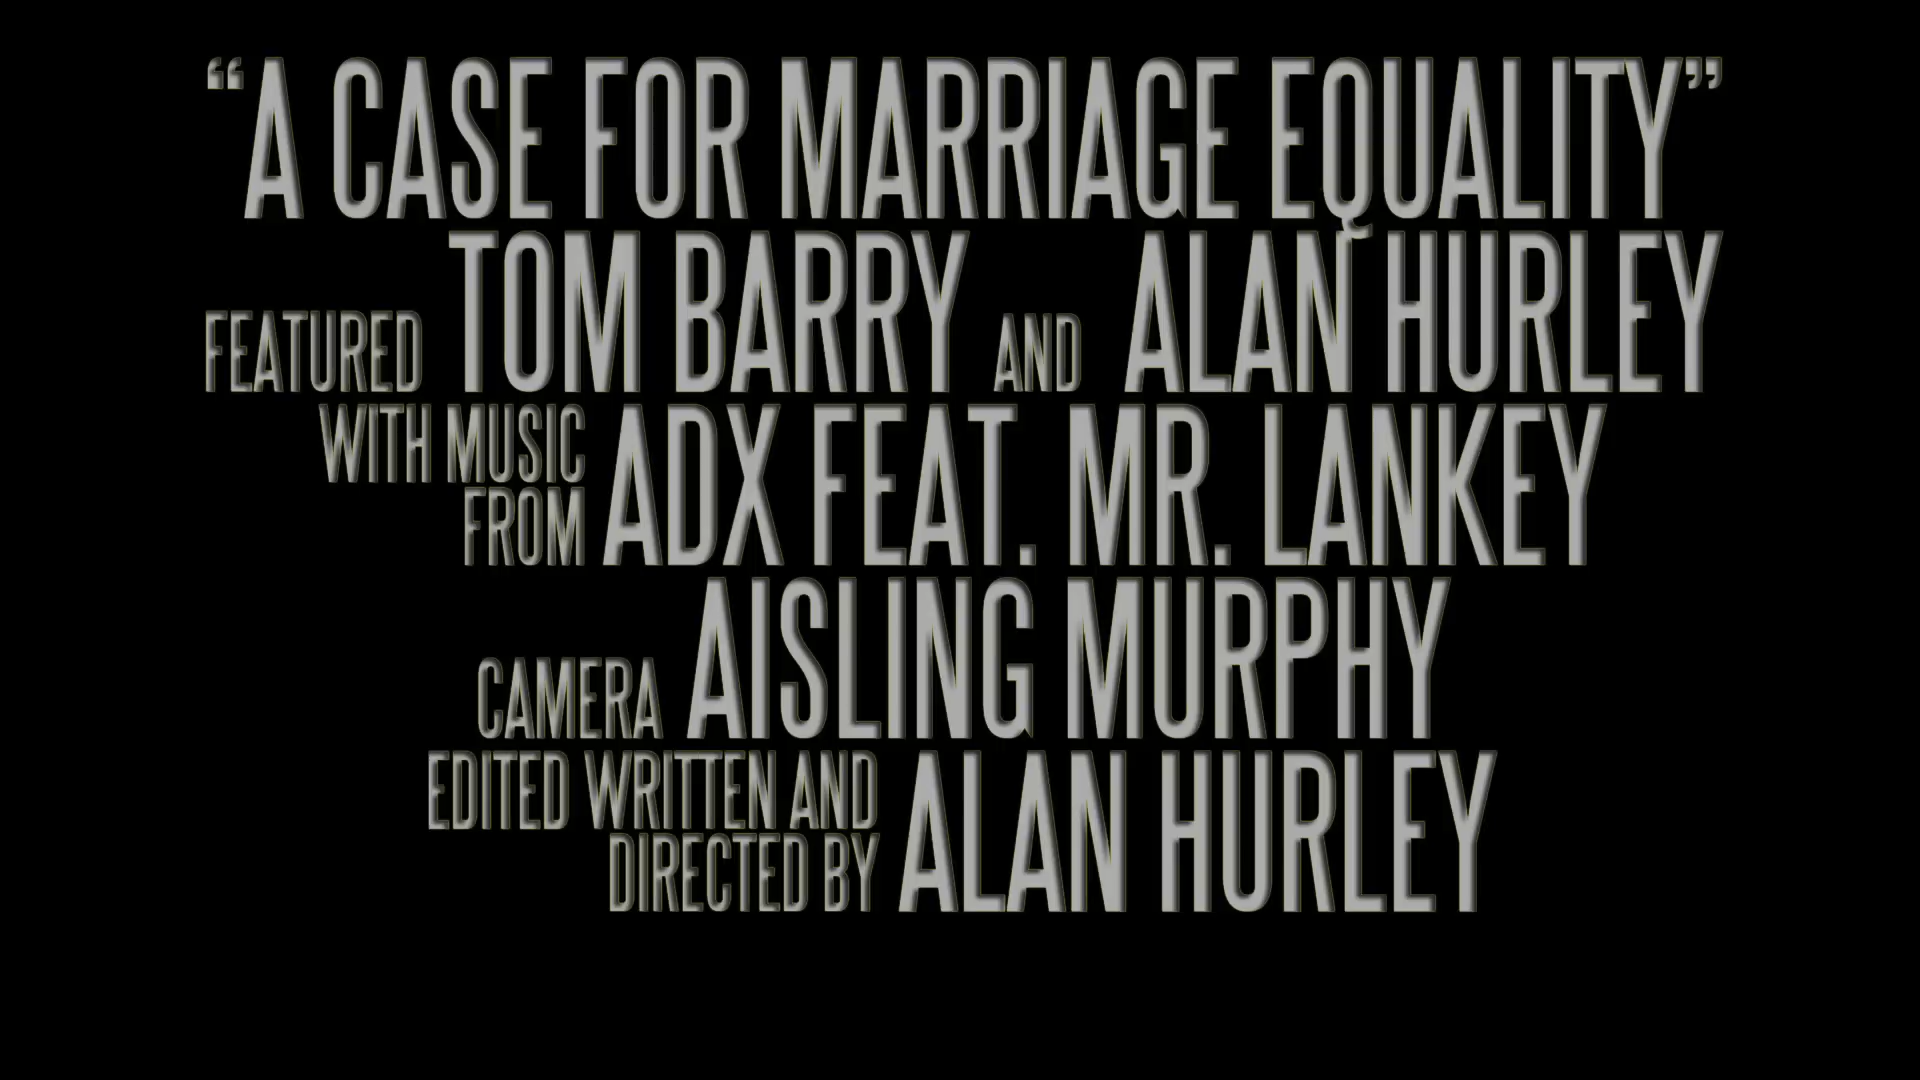 “A CASE FOR MARRIAGE EQUALITY”
FEATURED TOM BARRY AND ALAN HURLEY
WITH MUSIC FROM ADX FEAT. MR. LANKEY
CAMERA AISLING MURPHY
EDITED WRITTEN AND DIRECTED BY ALAN HURLEY